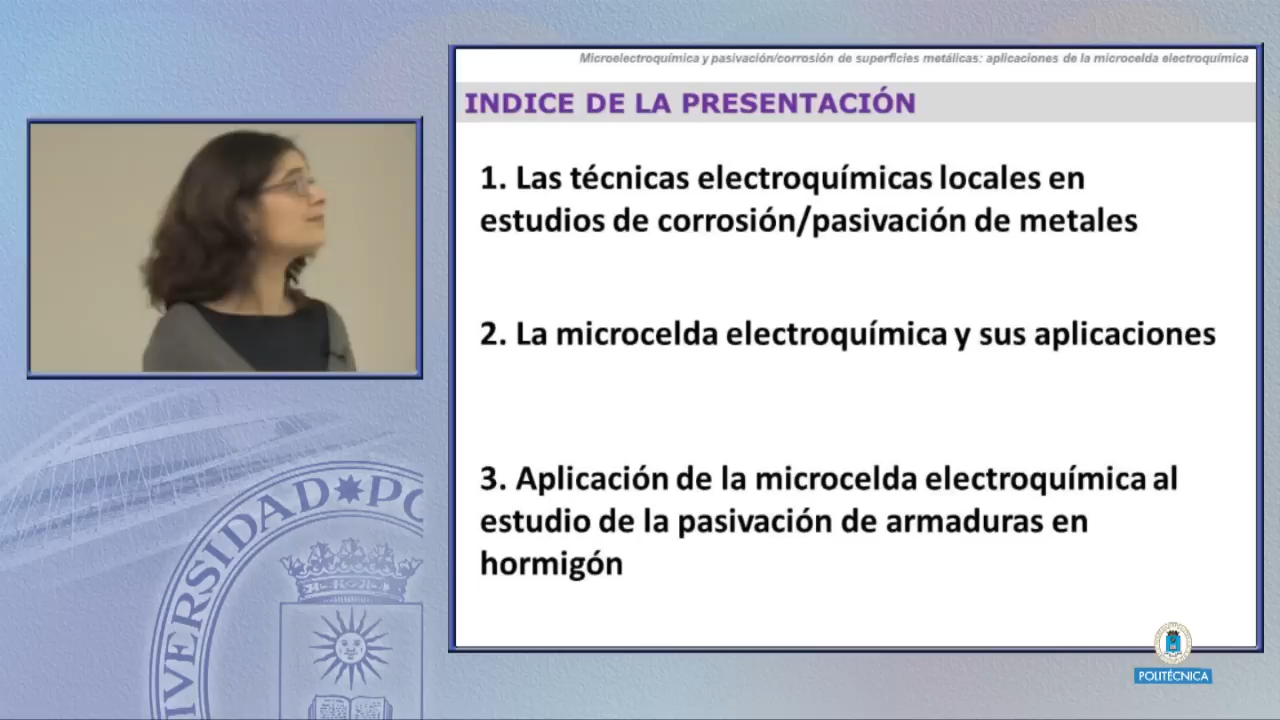 Microelectroquímica y pasivación/corrosión de superficies metálicas: aplicaciones de la microcelda electroquímica
INDICE DE LA PRESENTACIÓN
1. Las técnicas electroquímicas locales en
estudios de corrosión/pasivación de metales
2. La microcelda electroquímica y sus aplicaciones
3. Aplicación de la microcelda electroquímica al
estudio de la pasivación de armaduras en
hormigón
IVERSIDAD PO
POLITÉCNICA